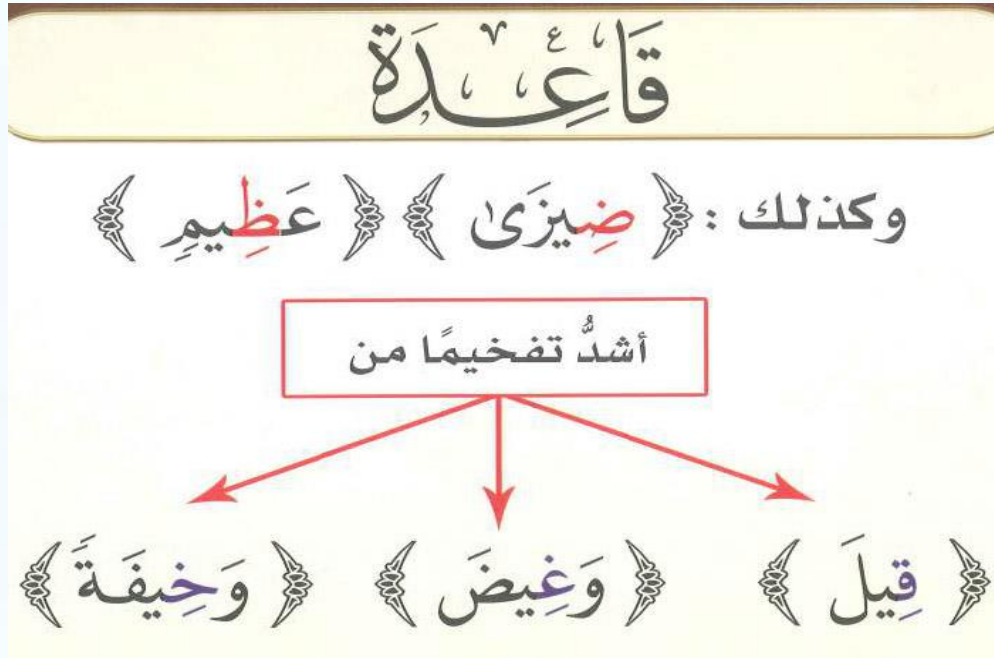 قَاعِدَة
وكذلك : ﴿ ضِيزَىٰ ﴾ ﴿ عَظِيمٍ ﴾
أشدُّ تفخيمًا من
﴿ قِيلَ ﴾ ﴿ وَغِيضَ ﴾ ﴿ وَخِيفَةً ﴾